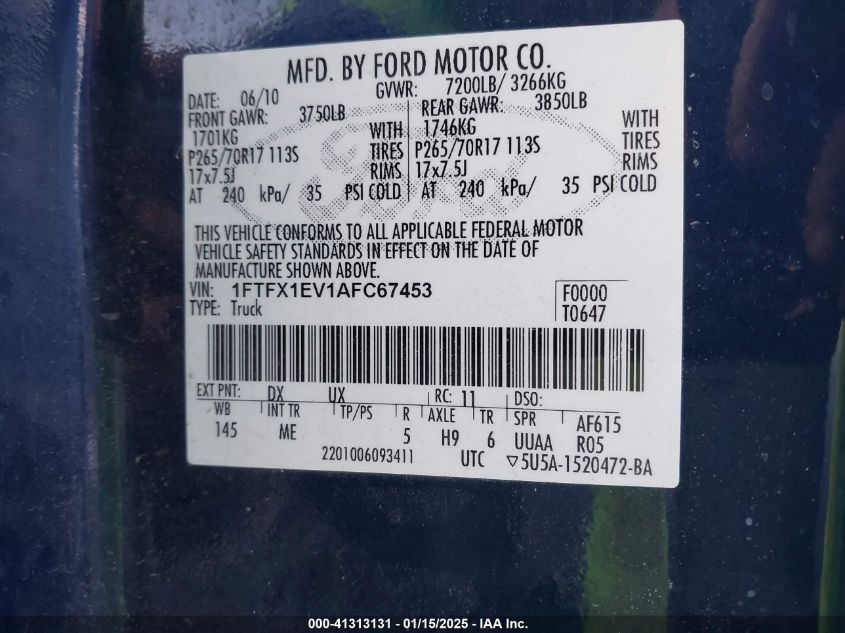 MFD. BY FORD MOTOR CO.
DATE: 06/10 GVWR: 7200LB/ 3266KG
FRONT GAWR: 3750LB REAR GAWR: 3850LB
1701KG WITH 1746KG WITH
P265/70R17 113S TIRES P265/70R17 113S TIRES
17x7.5J RIMS 17x7.5J RIMS
AT 240 kPa/ 35 PSI COLD AT 240 kPa/ 35 PSI COLD
THIS VEHICLE CONFORMS TO ALL APPLICABLE FEDERAL MOTOR
VEHICLE SAFETY STANDARDS IN EFFECT ON THE DATE OF
MANUFACTURE SHOWN ABOVE.
VIN: 1FTFX1EV1AFC67453 F0000
TYPE: Truck T0647
EXT PNT: DX UX RC: 11 DSO:
WB INT TR TP/PS R AXLE TR SPR AF615
145 ME 5 H9 6 UUAA R05
2201006093411 UTC ▽5U5A-1520472-BA
Ford
000-41313131 - 01/15/2025 - IAA Inc.